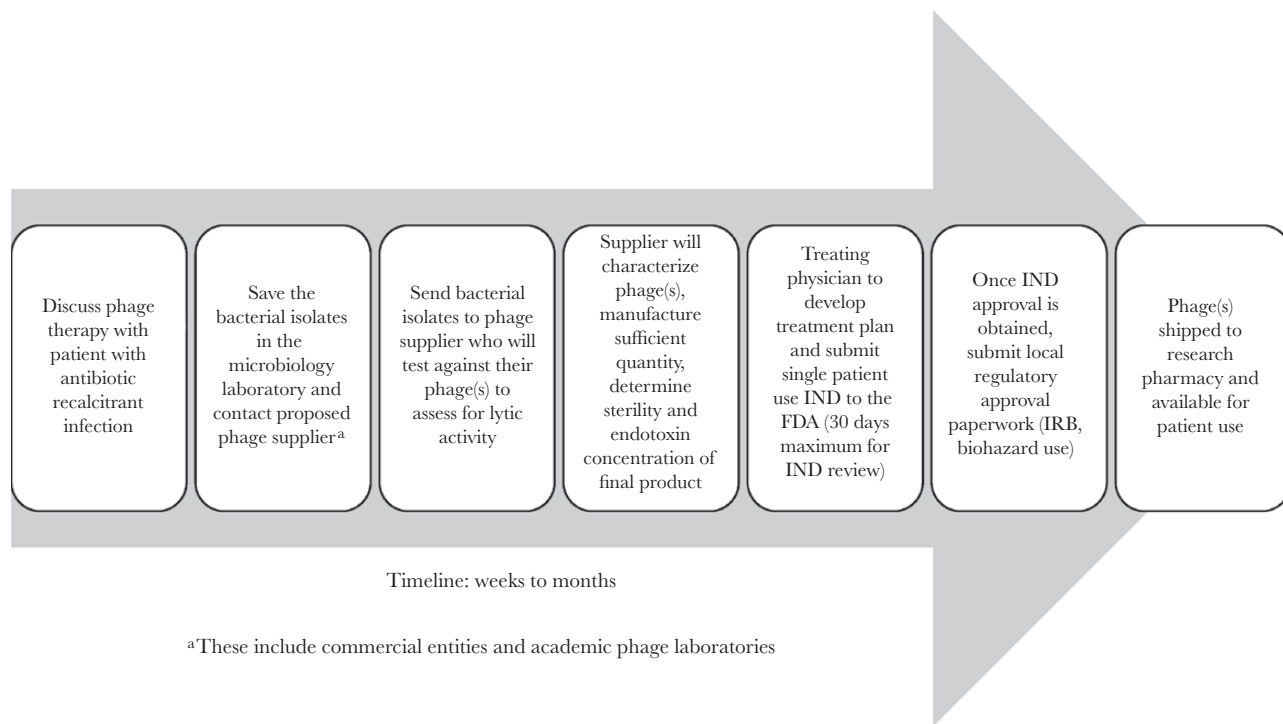 Discuss phage
therapy with
patient with
antibiotic
recalcitrant
infection
Save the
bacterial isolates
in the
microbiology
laboratory and
contact proposed
phage supplierᵃ
Send bacterial
isolates to phage
supplier who will
test against their
phage(s) to
assess for lytic
activity
Supplier will
characterize
phage(s),
manufacture
sufficient
quantity,
determine
sterility and
endotoxin
concentration of
final product
Treating
physician to
develop
treatment plan
and submit
single patient
use IND to the
FDA (30 days
maximum for
IND review)
Once IND
approval is
obtained,
submit local
regulatory
approval
paperwork (IRB,
biohazard use)
Phage(s)
shipped to
research
pharmacy and
available for
patient use
Timeline: weeks to months
ᵃThese include commercial entities and academic phage laboratories